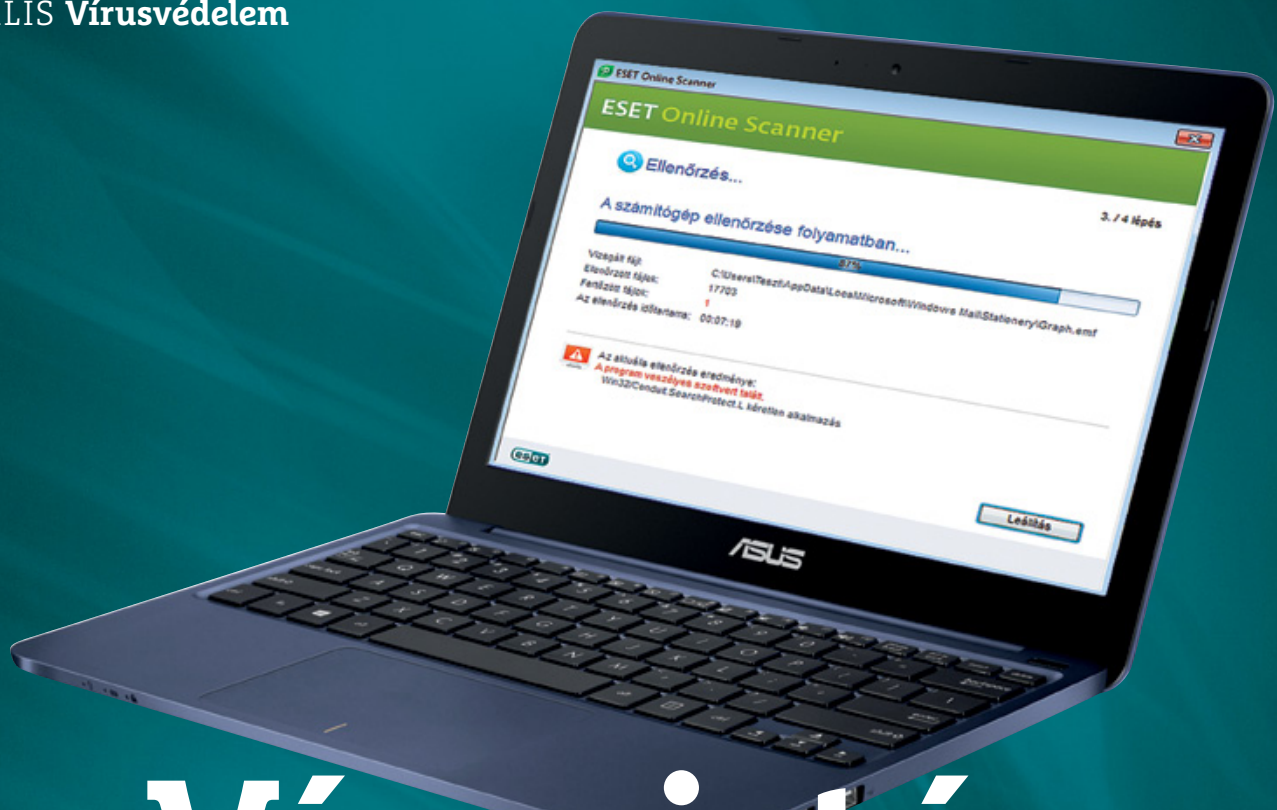 LIS Vírusvédelem
ESET Online Scanner
ESET Online Scanner
Ellenőrzés...
3. / 4 lépés
A számítógép ellenőrzése folyamatban...
87%
Vizsgált fájl: C:\Users\Teszt\AppData\Local\Microsoft\Windows Mail\Stationery\Graph.emf
Ellenőrzött fájlok: 17703
Fertőzött fájlok: 1
Az ellenőrzés időtartama: 00:07:19
Az aktuális ellenőrzés eredménye:
A program veszélyes szoftvert talált.
Win32/Conduit.SearchProtect.L kéretlen alkalmazás
eset
Leállítás
ASUS